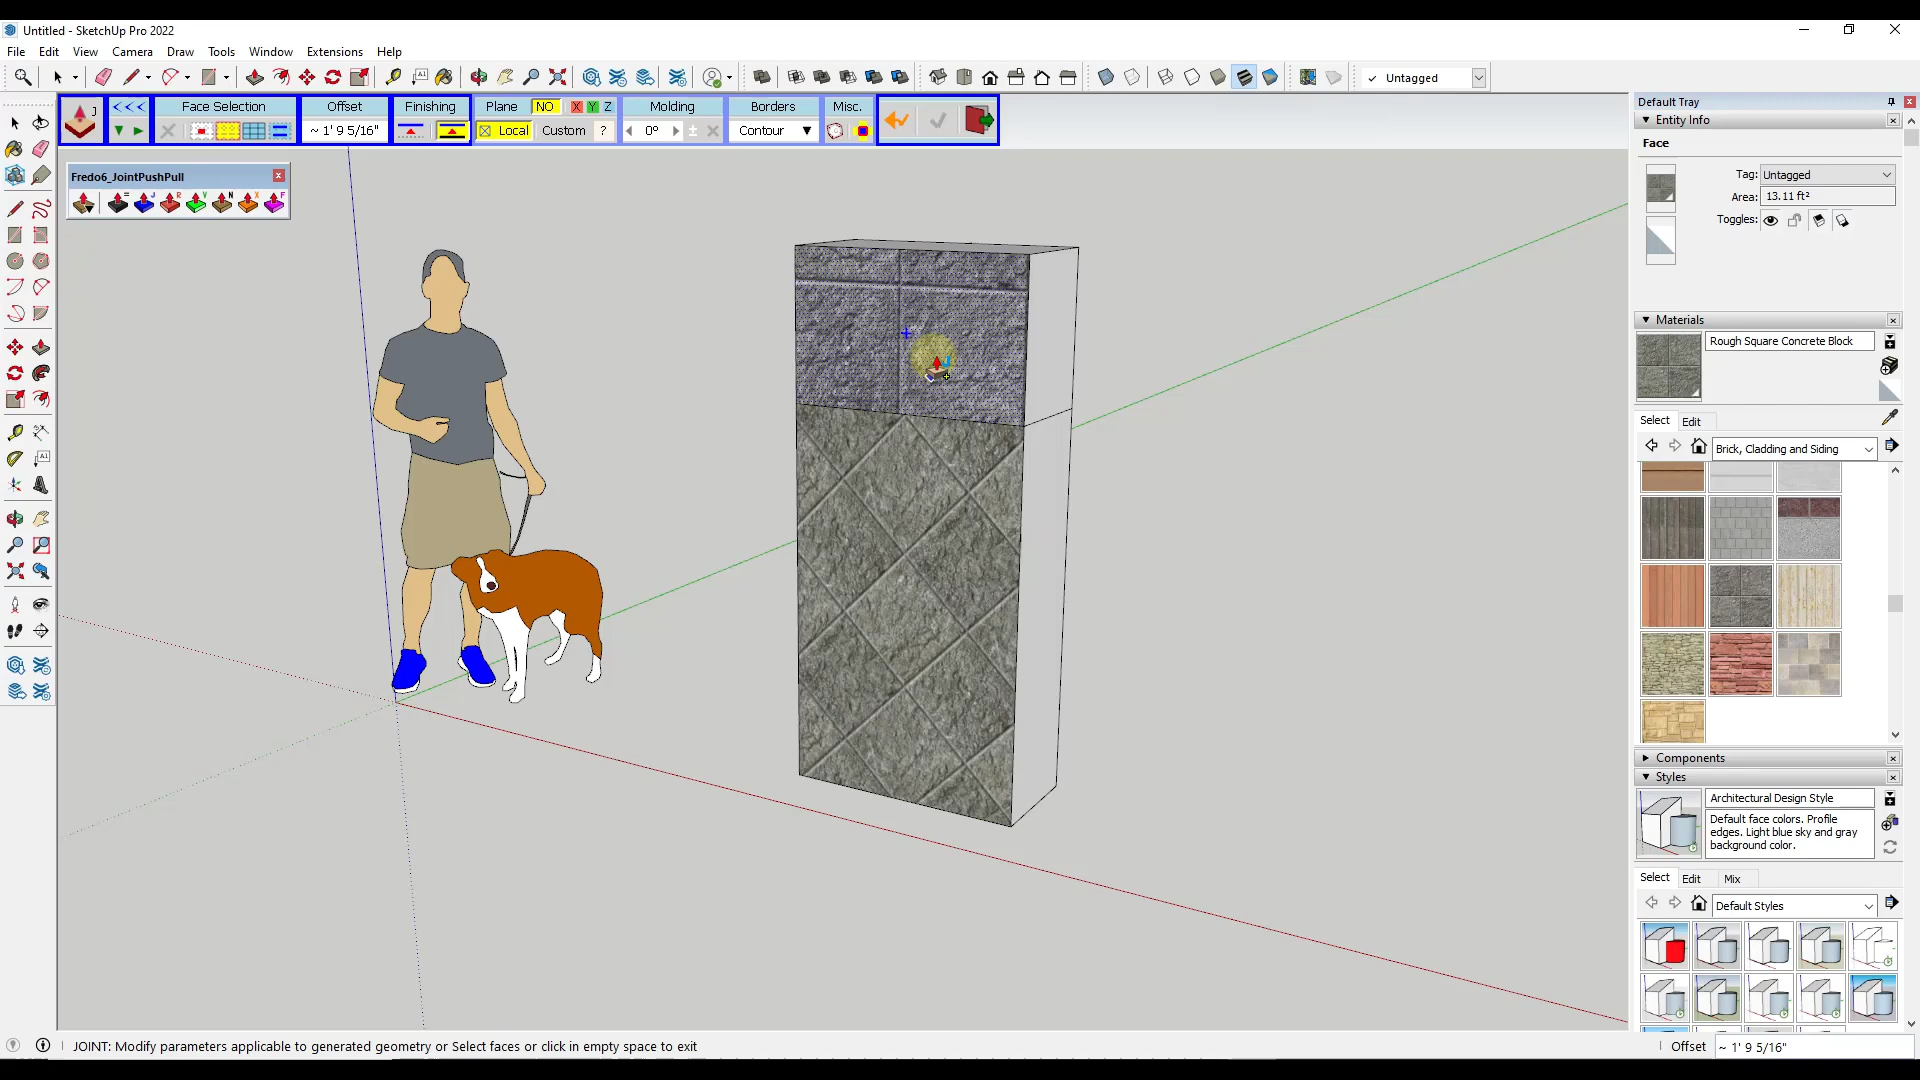 Untitled - SketchUp Pro 2022
File Edit View Camera Draw Tools Window Extensions Help
Untagged
J
<<<
Face Selection
Offset
~ 1' 9 5/16"
Finishing
Plane NO X Y Z
Local Custom ?
Molding
0°
Borders
Contour
Misc.
Fredo6_JointPushPull
= J R V N X F
Default Tray
Entity Info
Face
Tag: Untagged
Area: 13.11 ft²
Toggles:
Materials
Rough Square Concrete Block
Select Edit
Brick, Cladding and Siding
Components
Styles
Architectural Design Style
Default face colors. Profile
edges. Light blue sky and gray
background color.
Select Edit Mix
Default Styles
JOINT: Modify parameters applicable to generated geometry or Select faces or click in empty space to exit
Offset ~ 1' 9 5/16"